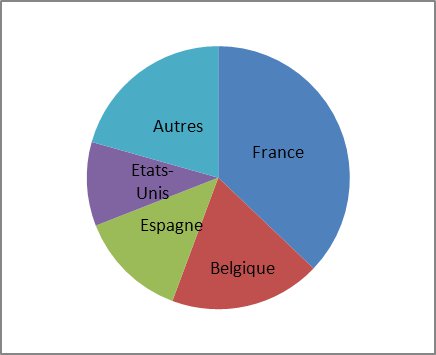 Autres
France
Etats-
Unis
Espagne
Belgique